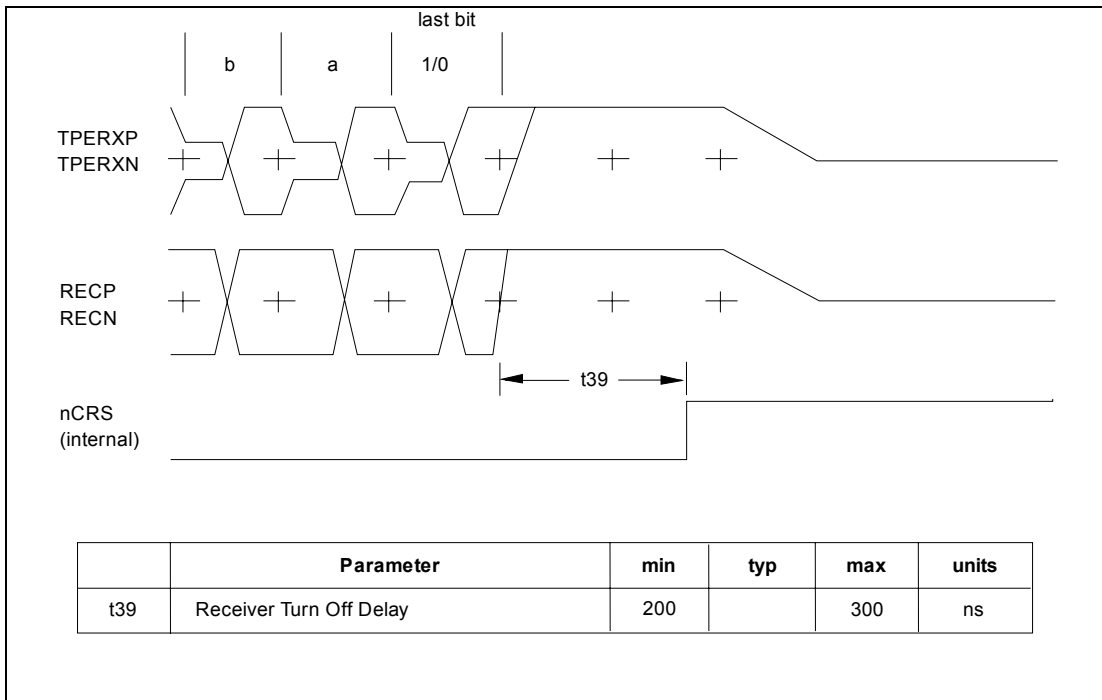 last bit
b a 1/0
TPERXP
TPERXN
RECP
RECN
t39
nCRS
(internal)
Parameter min typ max units
t39 Receiver Turn Off Delay 200 300 ns